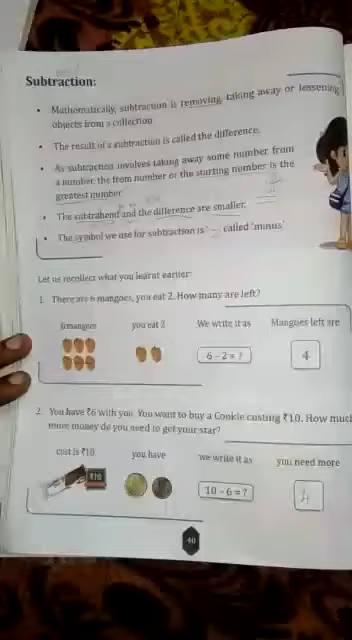 Subtraction:
• Mathematically, subtraction is removing, taking away or lessening
objects from a collection
• The result of a subtraction is called the difference.
• As subtraction involves taking away some number from
a number, the from number or the starting number is the
greatest number
• The subtrahend and the difference are smaller.
• The symbol we use for subtraction is '–' called 'minus'
Let us recollect what you learnt earlier
1. There are 6 mangoes, you eat 2. How many are left?
6 mangoes you eat 2 We write it as Mangoes left are
6 - 2 = ? 4
2. You have ₹6 with you. You want to buy a Cookie costing ₹10. How much
more money do you need to get your star?
cost is ₹10 you have we write it as you need more
₹10 10 - 6 = ? 4
40